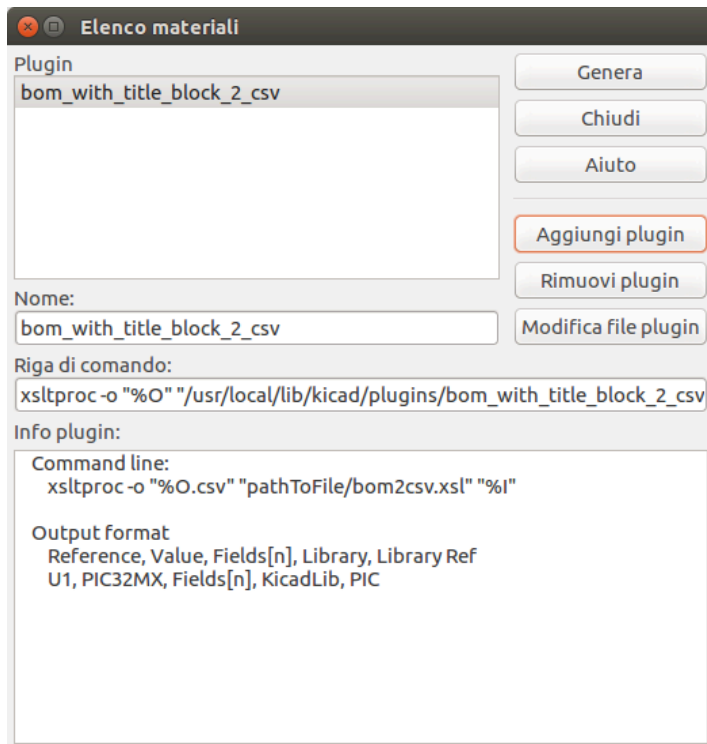 Elenco materiali
Plugin
bom_with_title_block_2_csv
Genera
Chiudi
Aiuto
Aggiungi plugin
Rimuovi plugin
Modifica file plugin
Nome:
bom_with_title_block_2_csv
Riga di comando:
xsltproc -o "%O" "/usr/local/lib/kicad/plugins/bom_with_title_block_2_csv
Info plugin:
Command line:
xsltproc -o "%O.csv" "pathToFile/bom2csv.xsl" "%I"
Output format
Reference, Value, Fields[n], Library, Library Ref
U1, PIC32MX, Fields[n], KicadLib, PIC